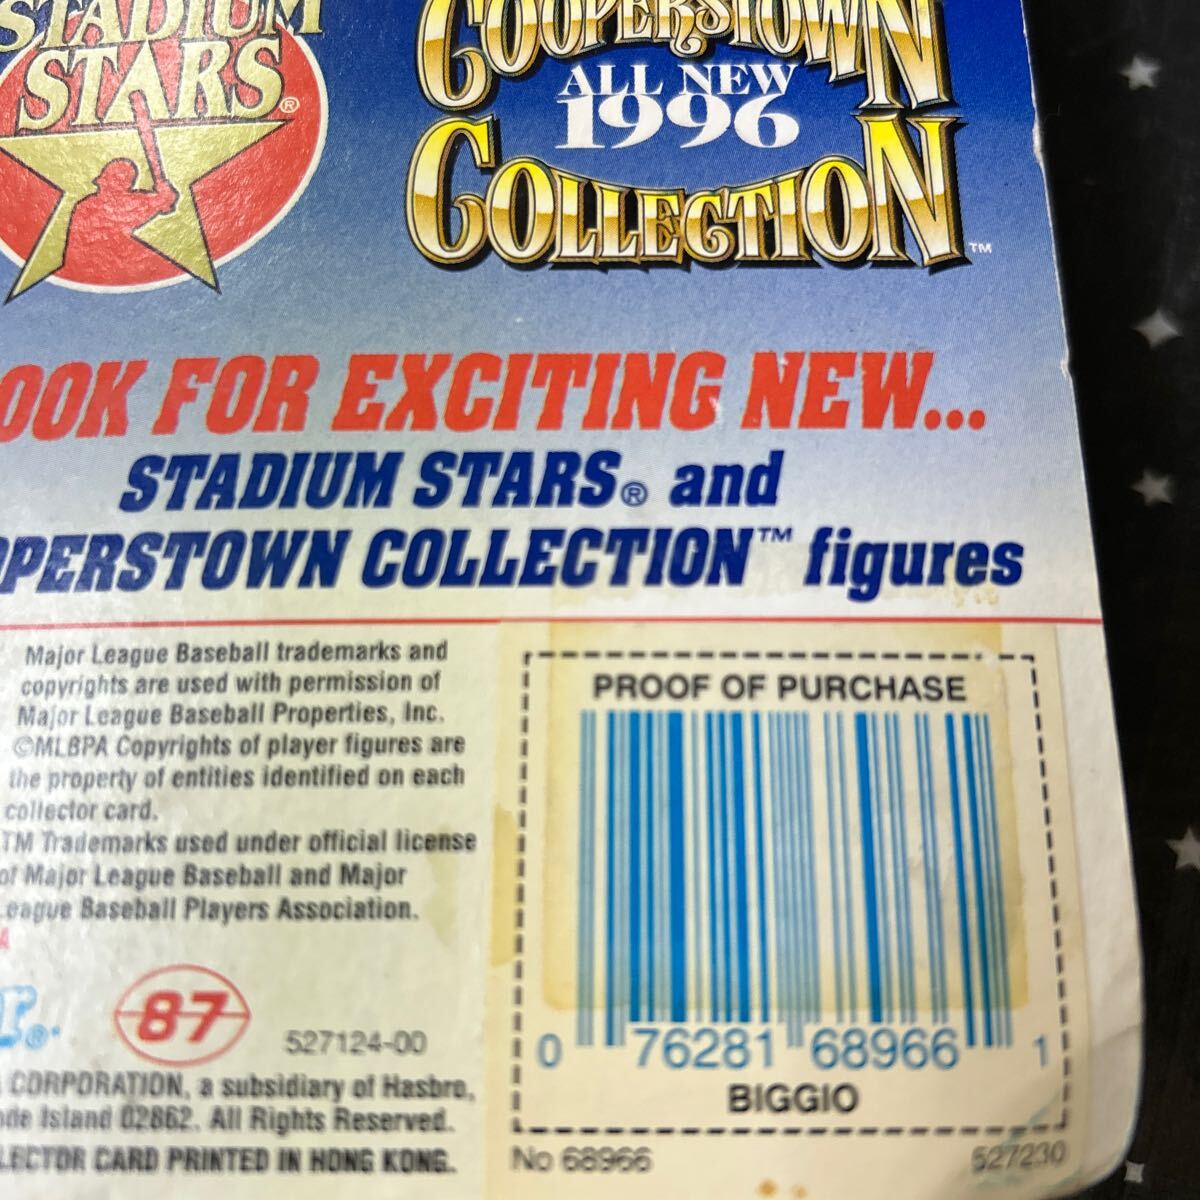 STADIUM
STARS®
COOPERSTOWN
ALL NEW
1996
COLLECTION™
OOK FOR EXCITING NEW...
STADIUM STARS® and
OPERSTOWN COLLECTION™ figures
Major League Baseball trademarks and
copyrights are used with permission of
Major League Baseball Properties, Inc.
©MLBPA Copyrights of player figures are
the property of entities identified on each
collector card.
TM Trademarks used under official license
of Major League Baseball and Major
eague Baseball Players Association.
A
r®.
87
527124-00
CORPORATION, a subsidiary of Hasbro,
de Island 02862. All Rights Reserved.
LECTOR CARD PRINTED IN HONG KONG.
PROOF OF PURCHASE
0 76281 68966 1
BIGGIO
No 68966
527230